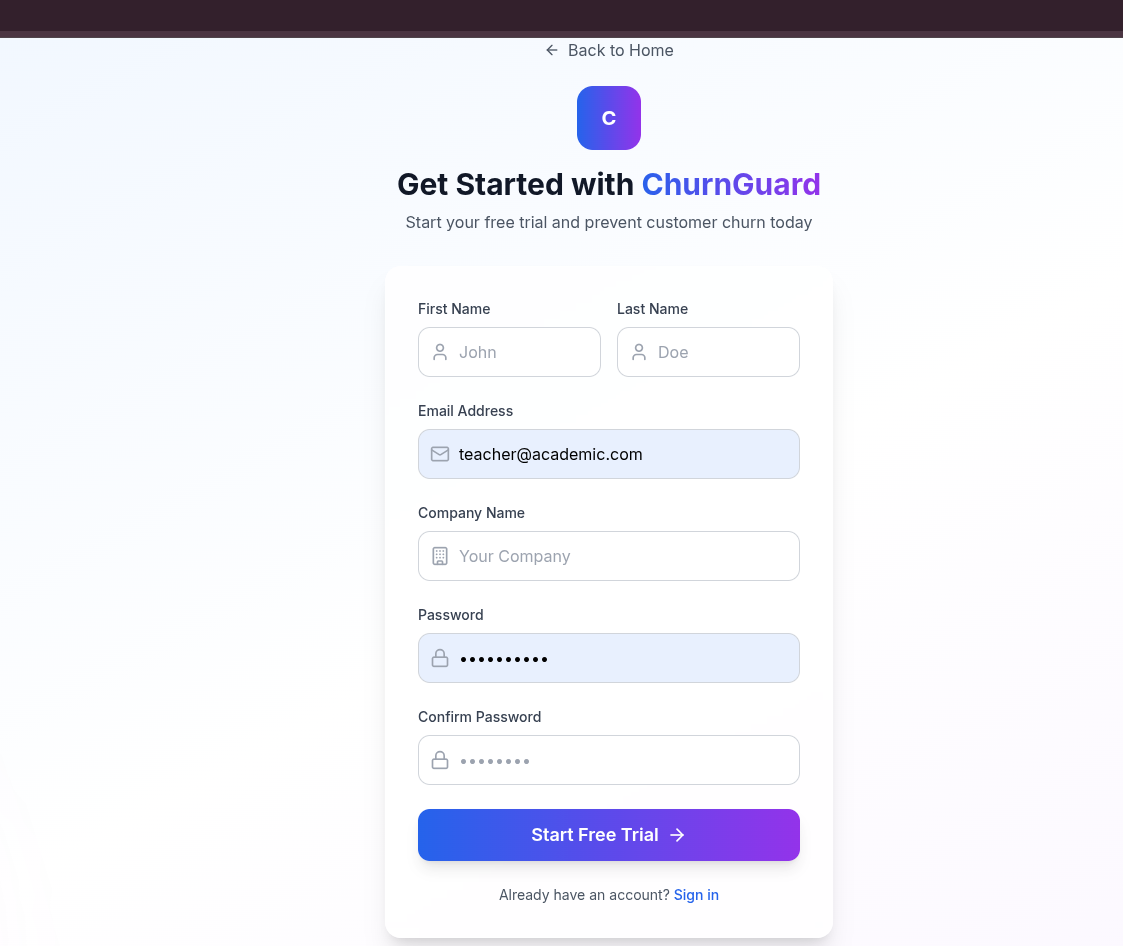 Back to Home
C
Get Started with ChurnGuard
Start your free trial and prevent customer churn today
First Name Last Name
John Doe
Email Address
teacher@academic.com
Company Name
Your Company
Password
••••••••••
Confirm Password
••••••••
Start Free Trial
Already have an account? Sign in